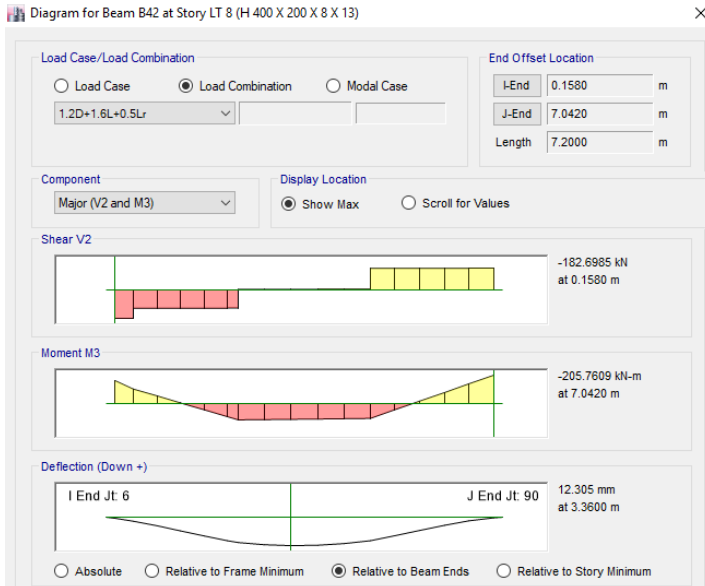 Diagram for Beam B42 at Story LT 8 (H 400 X 200 X 8 X 13)
Load Case/Load Combination
Load Case
Load Combination
Modal Case
1.2D+1.6L+0.5Lr
End Offset Location
I-End 0.1580 m
J-End 7.0420 m
Length 7.2000 m
Component
Major (V2 and M3)
Display Location
Show Max
Scroll for Values
Shear V2
-182.6985 kN
at 0.1580 m
Moment M3
-205.7609 kN-m
at 7.0420 m
Deflection (Down +)
I End Jt: 6
J End Jt: 90
12.305 mm
at 3.3600 m
Absolute
Relative to Frame Minimum
Relative to Beam Ends
Relative to Story Minimum